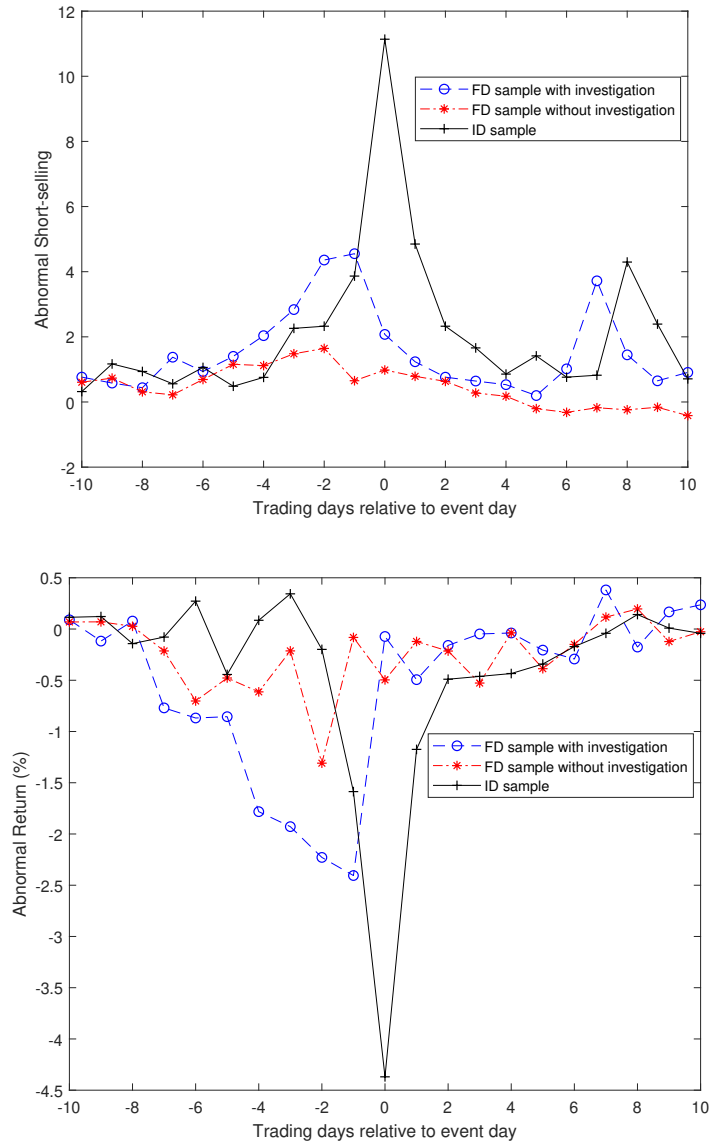 12
10
8
6
4
2
0
-2
Abnormal Short-selling
FD sample with investigation
FD sample without investigation
ID sample
-10 -8 -6 -4 -2 0 2 4 6 8 10
Trading days relative to event day
0.5
0
-0.5
-1
-1.5
-2
-2.5
-3
-3.5
-4
-4.5
Abnormal Return (%)
FD sample with investigation
FD sample without investigation
ID sample
-10 -8 -6 -4 -2 0 2 4 6 8 10
Trading days relative to event day